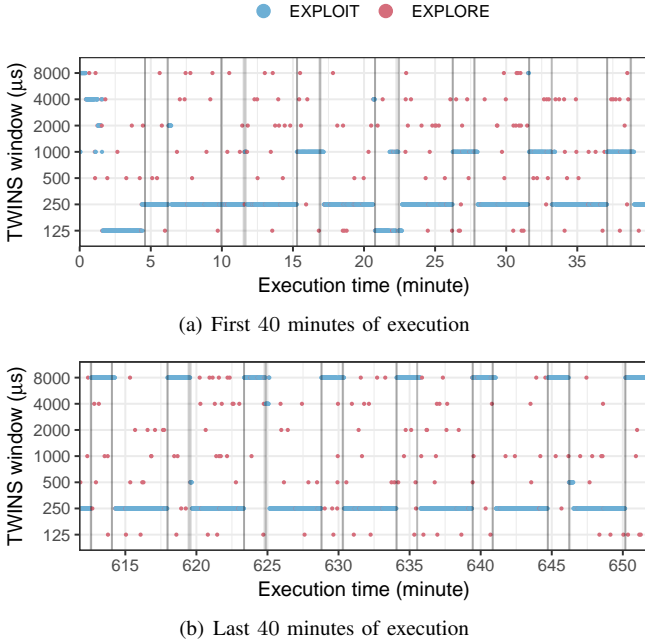 EXPLOIT EXPLORE
TWINS window (µs)
8000
4000
2000
1000
500
250
125
0 5 10 15 20 25 30 35
Execution time (minute)
(a) First 40 minutes of execution
TWINS window (µs)
8000
4000
2000
1000
500
250
125
615 620 625 630 635 640 645 650
Execution time (minute)
(b) Last 40 minutes of execution